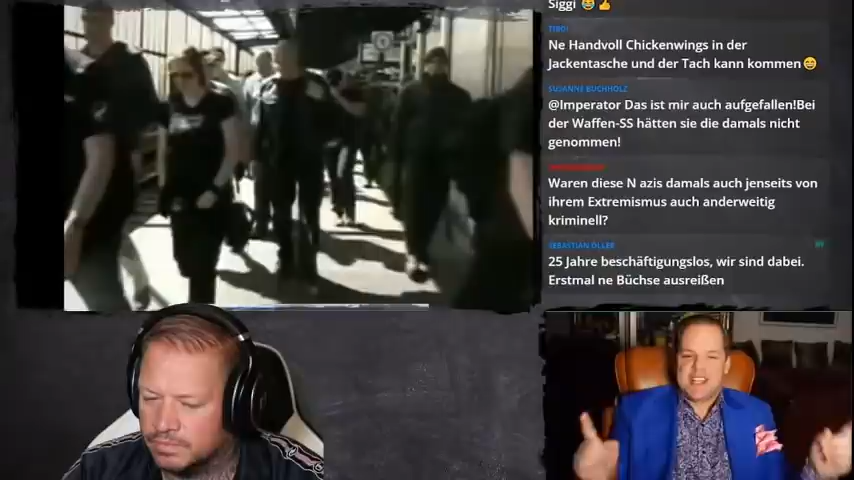 Siggi 😂👍
Ne Handvoll Chickenwings in der
Jackentasche und der Tach kann kommen😄
SUSANNE BUCHHOLZ
@Imperator Das ist mir auch aufgefallen!Bei
der Waffen-SS hätten sie die damals nicht
genommen!
Waren diese N azis damals auch jenseits von
ihrem Extremismus auch anderweitig
kriminell?
SEBASTIAN
25 Jahre beschäftigungslos, wir sind dabei.
Erstmal ne Büchse ausreißen